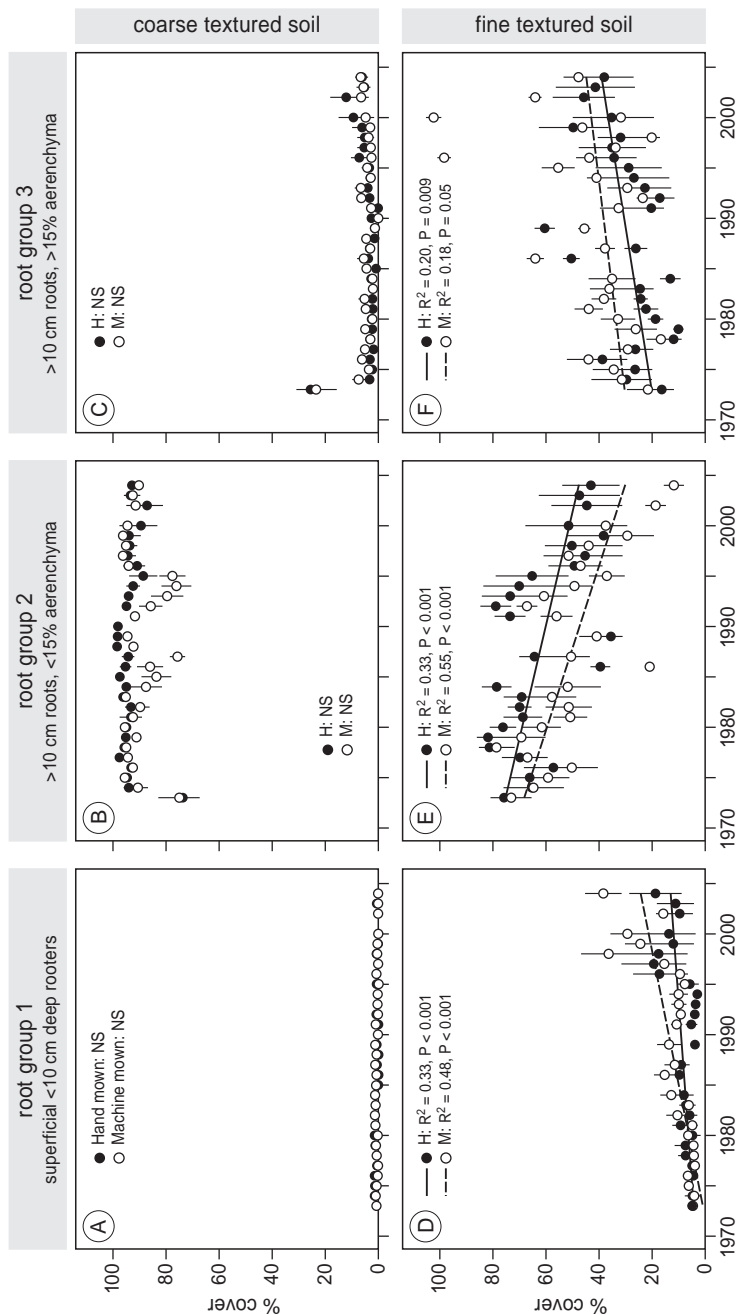 root group 1
superficial <10 cm deep rooters
root group 2
>10 cm roots, <15% aerenchyma
root group 3
>10 cm roots, >15% aerenchyma
coarse textured soil
fine textured soil
% cover
100
80
60
40
20
0
A
Hand mown: NS
Machine mown: NS
B
H: NS
M: NS
C
H: NS
M: NS
% cover
100
80
60
40
20
0
D
H: R² = 0.33, P < 0.001
M: R² = 0.48, P < 0.001
E
H: R² = 0.33, P < 0.001
M: R² = 0.55, P < 0.001
F
H: R² = 0.20, P = 0.009
M: R² = 0.18, P = 0.05
1970 1980 1990 2000
1970 1980 1990 2000
1970 1980 1990 2000